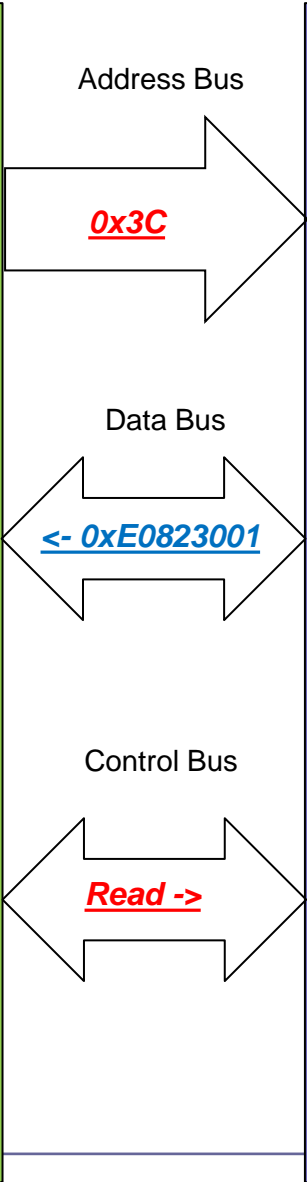 Address Bus
0x3C
Data Bus
<- 0xE0823001
Control Bus
Read ->